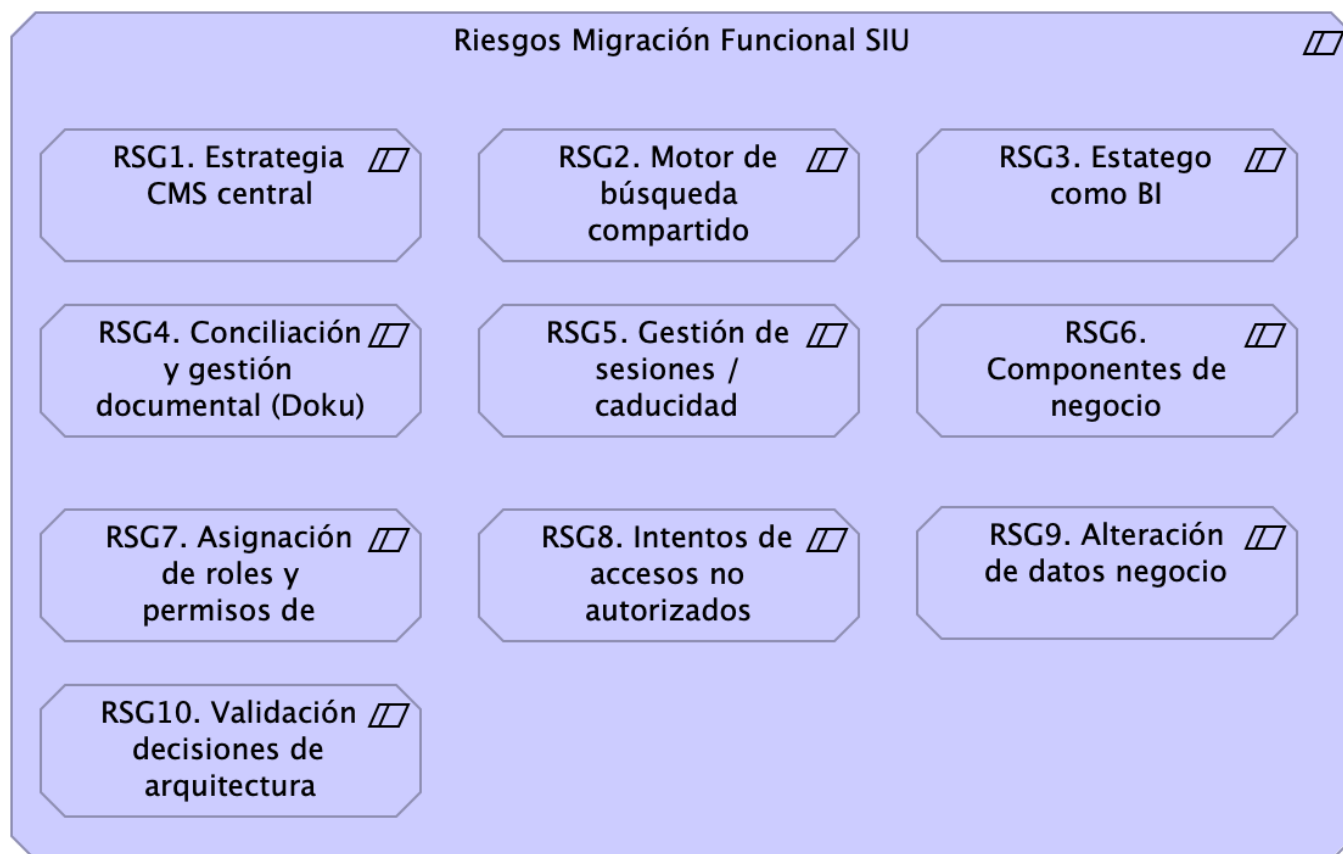 Riesgos Migración Funcional SIU
RSG1. Estrategia
CMS central
RSG2. Motor de
búsqueda
compartido
RSG3. Estatego
como BI
RSG4. Conciliación
y gestión
documental (Doku)
RSG5. Gestión de
sesiones /
caducidad
RSG6.
Componentes de
negocio
RSG7. Asignación
de roles y
permisos de
RSG8. Intentos de
accesos no
autorizados
RSG9. Alteración
de datos negocio
RSG10. Validación
decisiones de
arquitectura